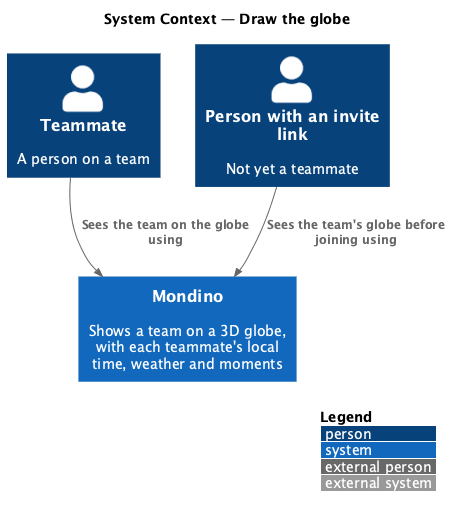 System Context — Draw the globe
Teammate
A person on a team
Person with an invite
link
Not yet a teammate
Sees the team on the globe
using
Sees the team's globe before
joining using
Mondino
Shows a team on a 3D globe,
with each teammate's local
time, weather and moments
Legend
person
system
external person
external system